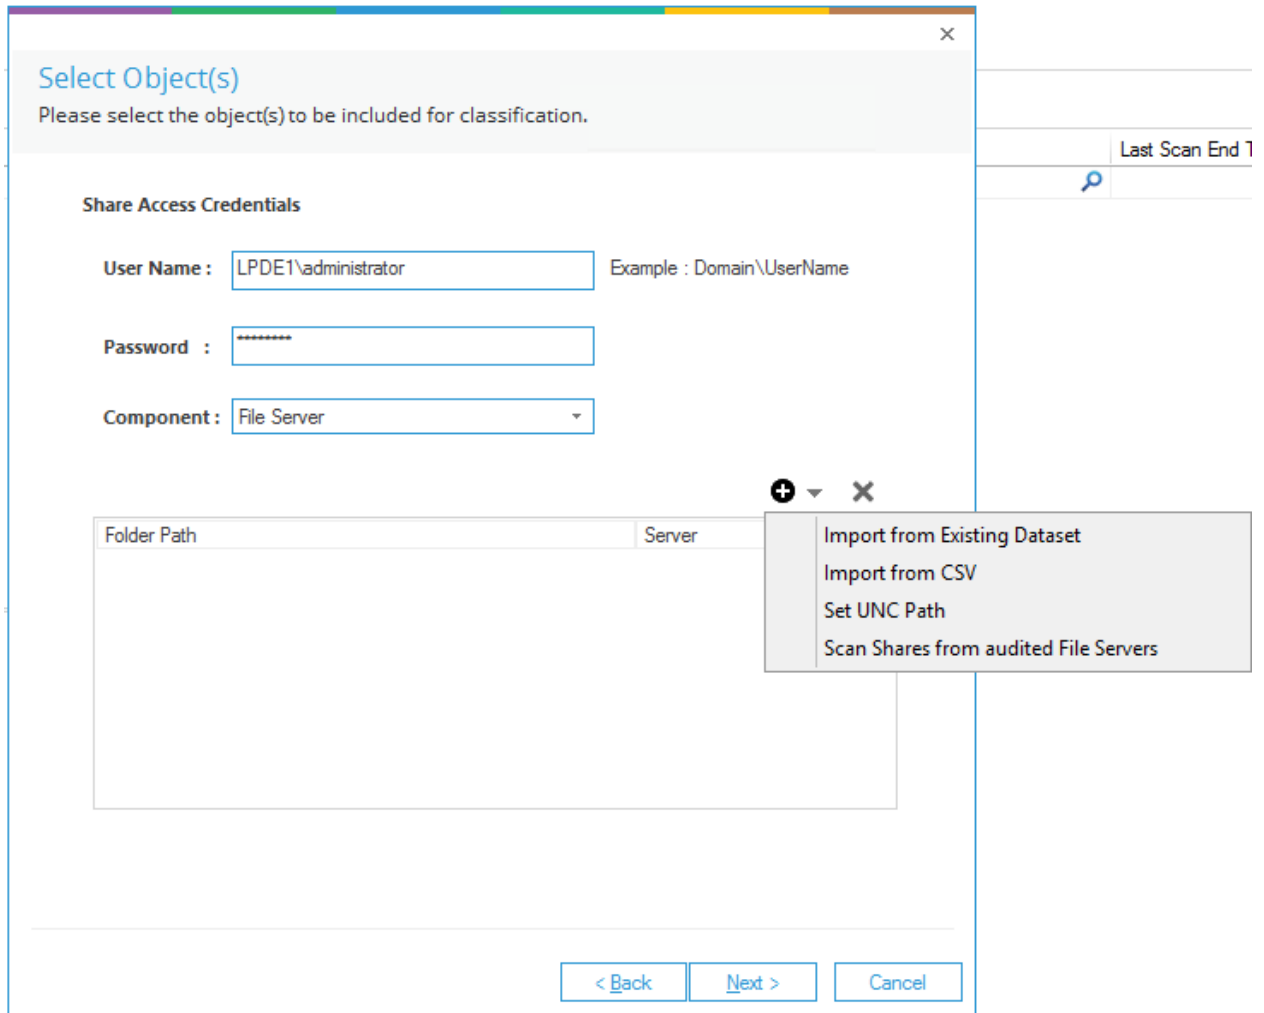 Select Object(s)
Please select the object(s) to be included for classification.
Last Scan End T
Share Access Credentials
User Name : LPDE1\administrator Example : Domain\UserName
Password : ********
Component : File Server
Folder Path Server
Import from Existing Dataset
Import from CSV
Set UNC Path
Scan Shares from audited File Servers
< Back Next > Cancel